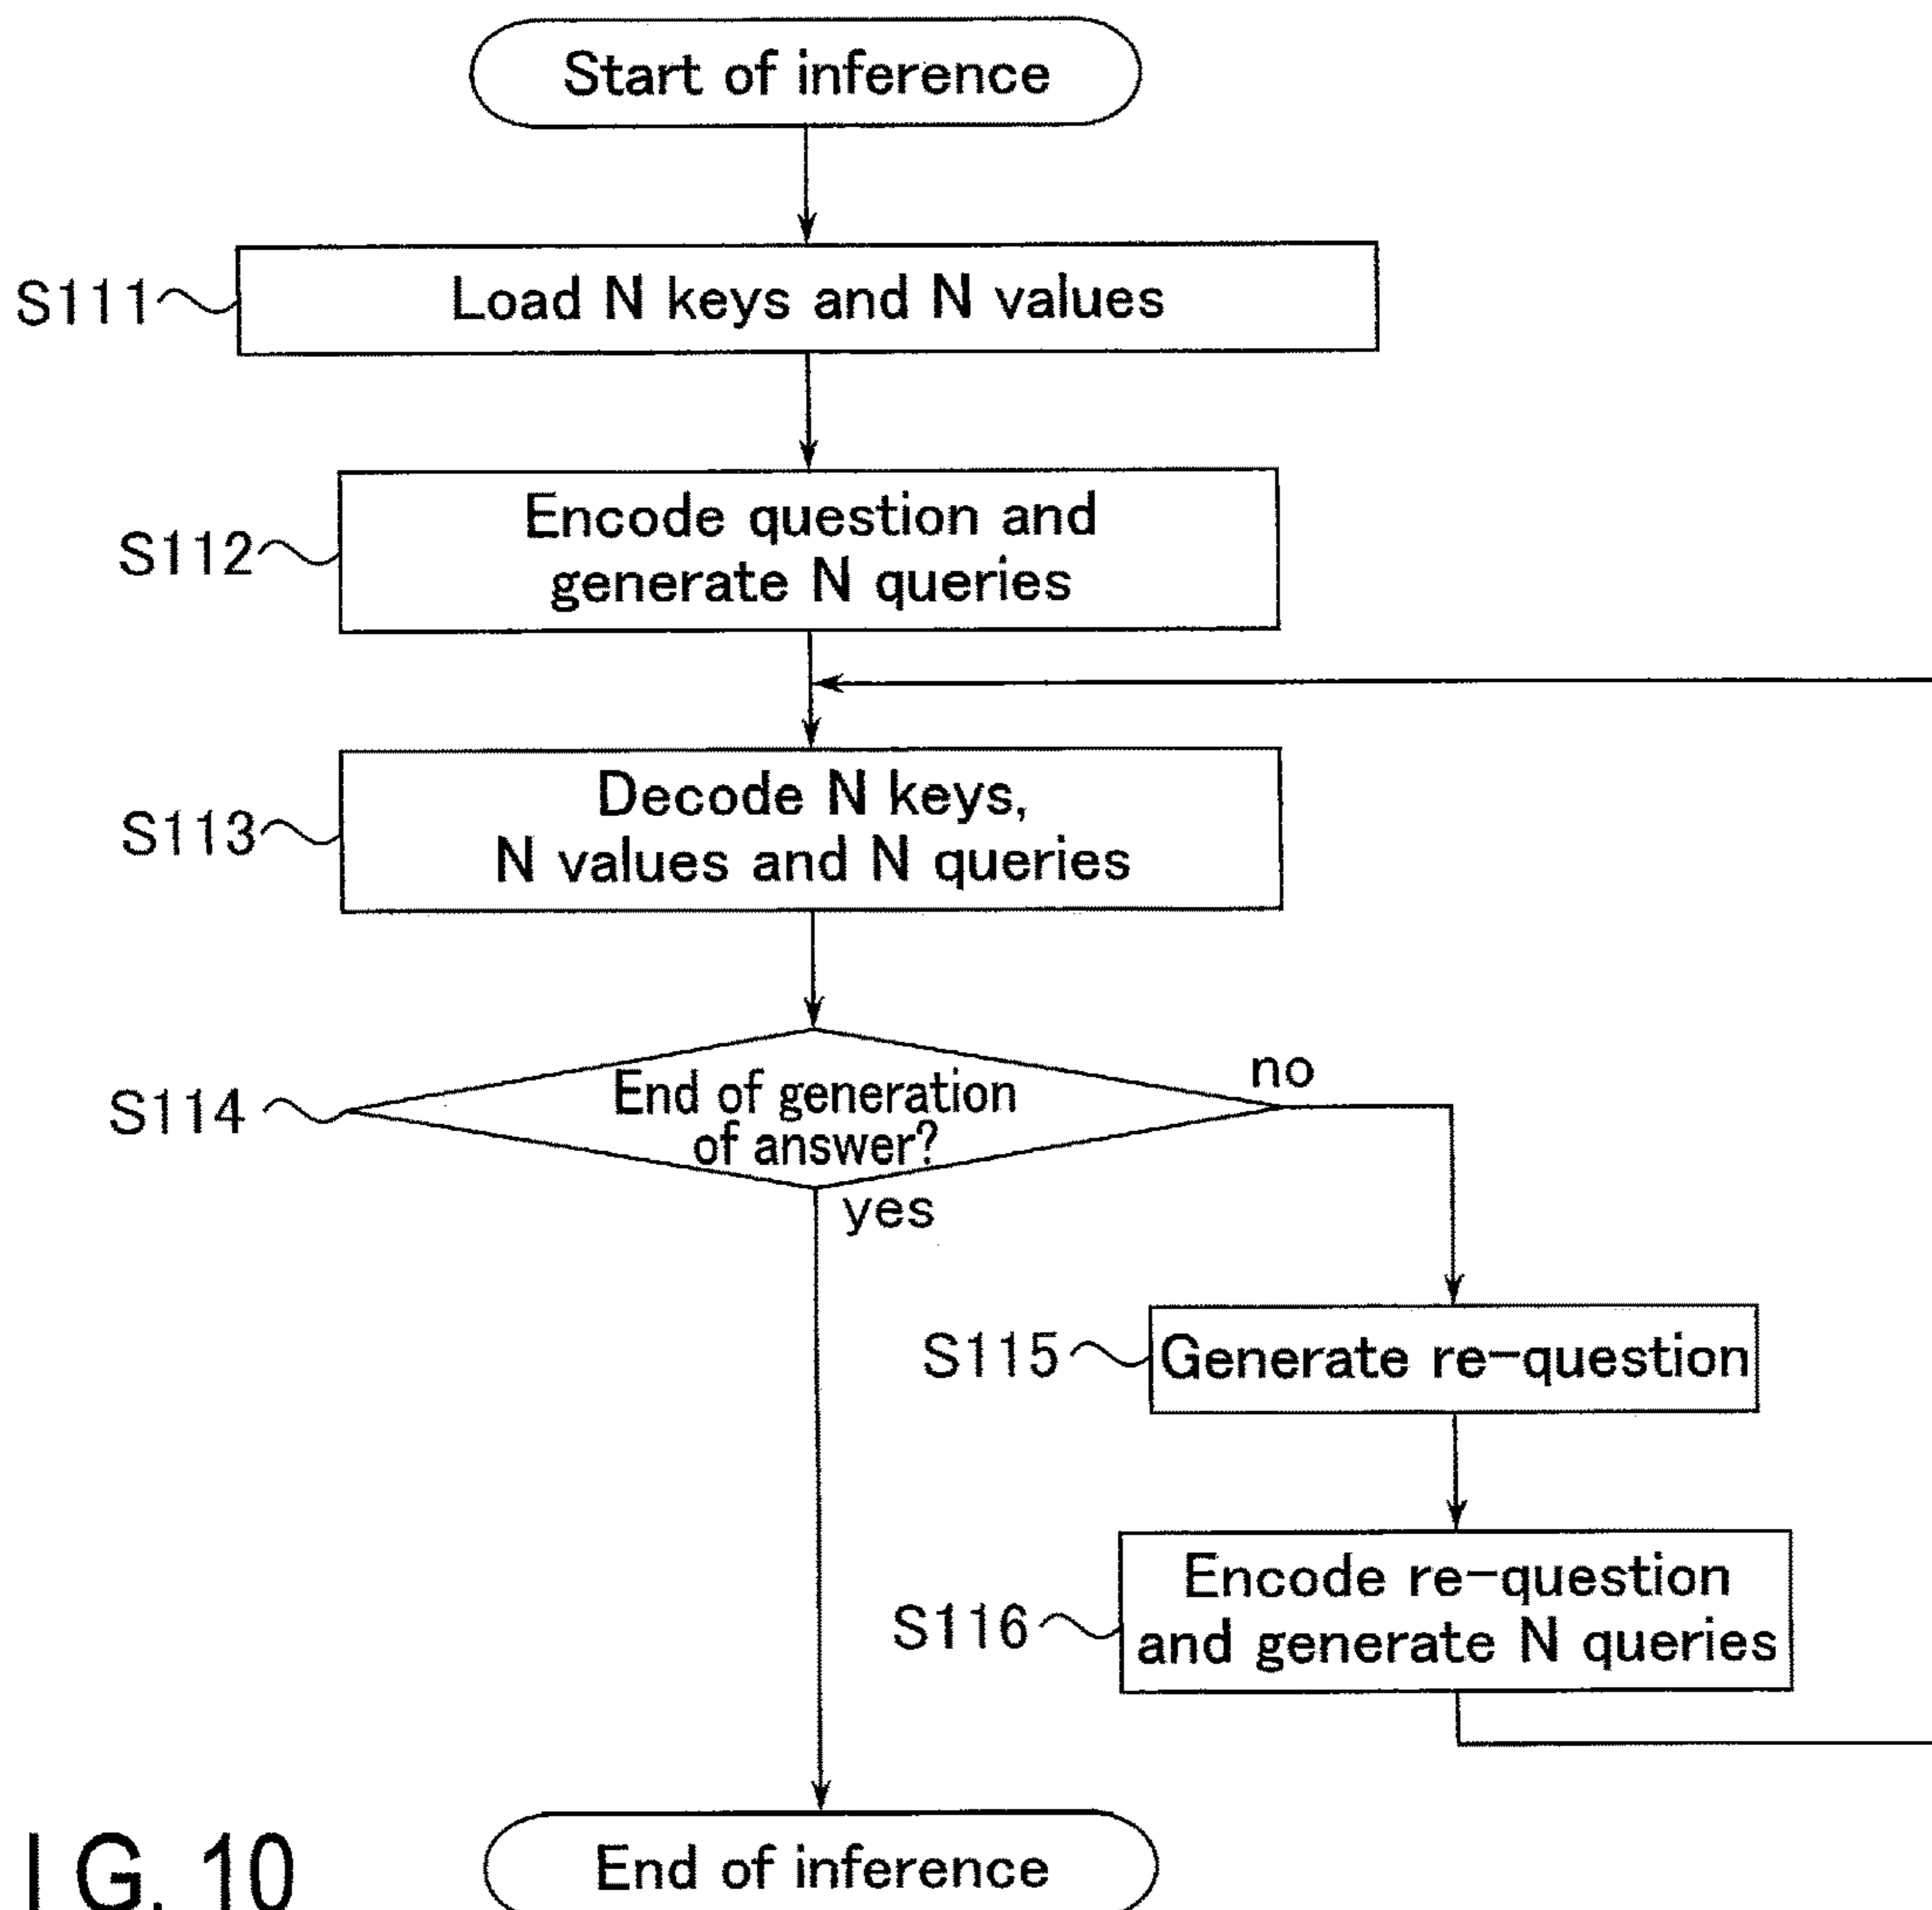 Start of inference
S111
Load N keys and N values
S112
Encode question and
generate N queries
S113
Decode N keys,
N values and N queries
S114
End of generation
of answer?
no
yes
S115
Generate re-question
S116
Encode re-question
and generate N queries
End of inference
IG. 10